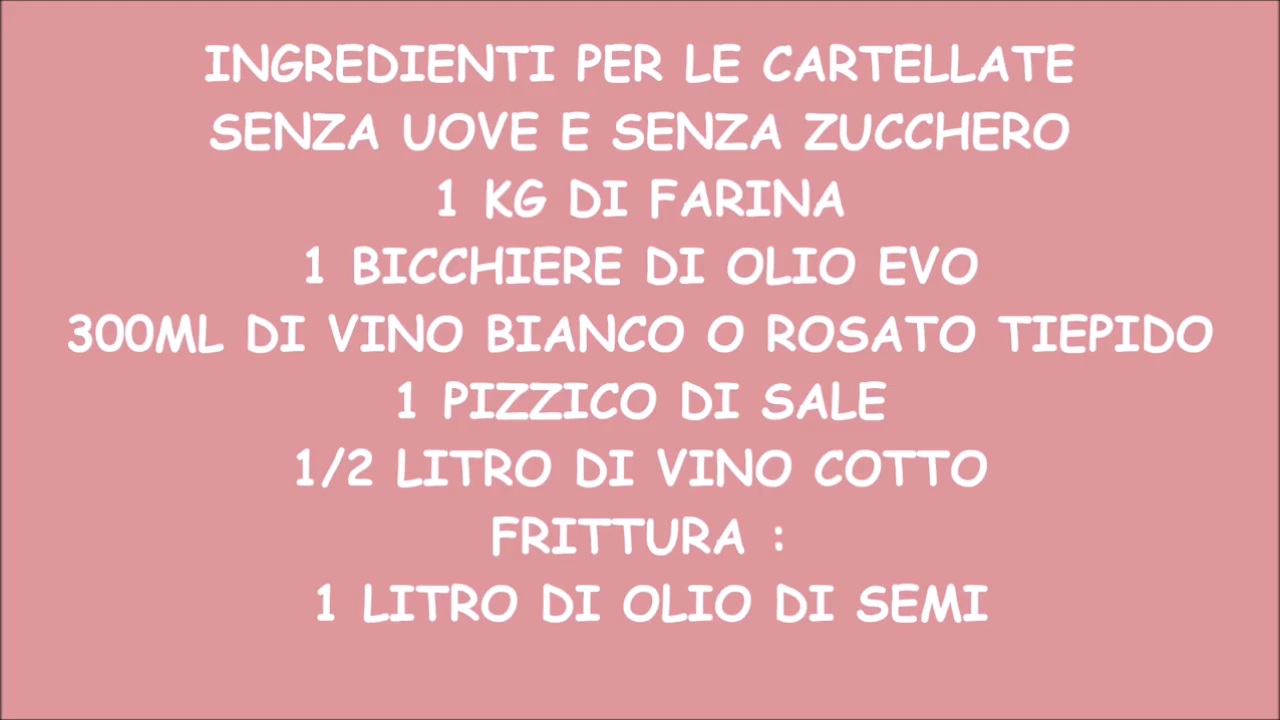 INGREDIENTI PER LE CARTELLATE
SENZA UOVE E SENZA ZUCCHERO
1 KG DI FARINA
1 BICCHIERE DI OLIO EVO
300ML DI VINO BIANCO O ROSATO TIEPIDO
1 PIZZICO DI SALE
1/2 LITRO DI VINO COTTO
FRITTURA :
1 LITRO DI OLIO DI SEMI